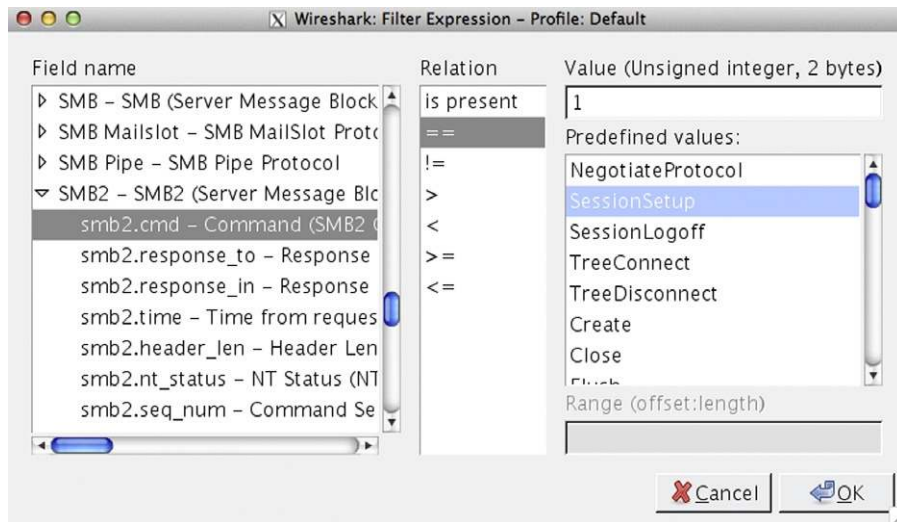 Wireshark: Filter Expression – Profile: Default
Field name
SMB – SMB (Server Message Block
SMB Mailslot – SMB MailSlot Proto
SMB Pipe – SMB Pipe Protocol
SMB2 – SMB2 (Server Message Blc
smb2.cmd – Command (SMB2
smb2.response_to – Response
smb2.response_in – Response
smb2.time – Time from reques
smb2.header_len – Header Len
smb2.nt_status – NT Status (NT
smb2.seq_num – Command Se
Relation
is present
==
!=
>
<
>=
<=
Value (Unsigned integer, 2 bytes)
1
Predefined values:
NegotiateProtocol
SessionSetup
SessionLogoff
TreeConnect
TreeDisconnect
Create
Close
Range (offset:length)
Cancel
OK